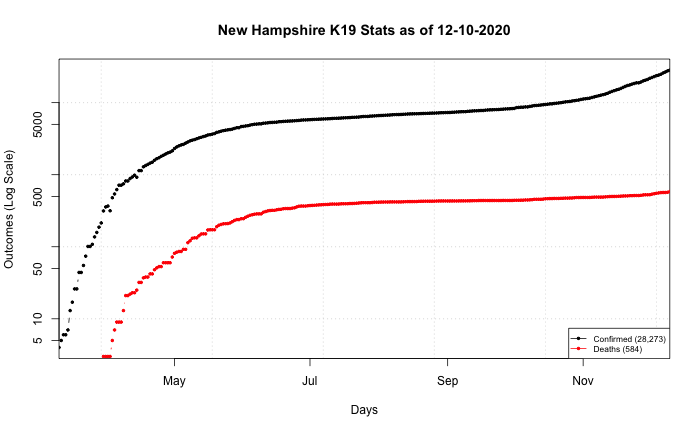 New Hampshire K19 Stats as of 12-10-2020
Outcomes (Log Scale)
5000
500
50
10
5
May
Jul
Sep
Nov
Days
Confirmed (28,273)
Deaths (584)